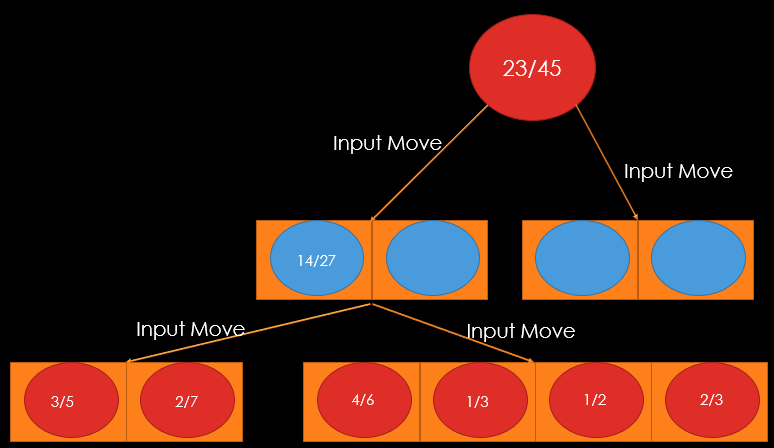 23/45
Input Move
Input Move
14/27
Input Move
Input Move
3/5
2/7
4/6
1/3
1/2
2/3